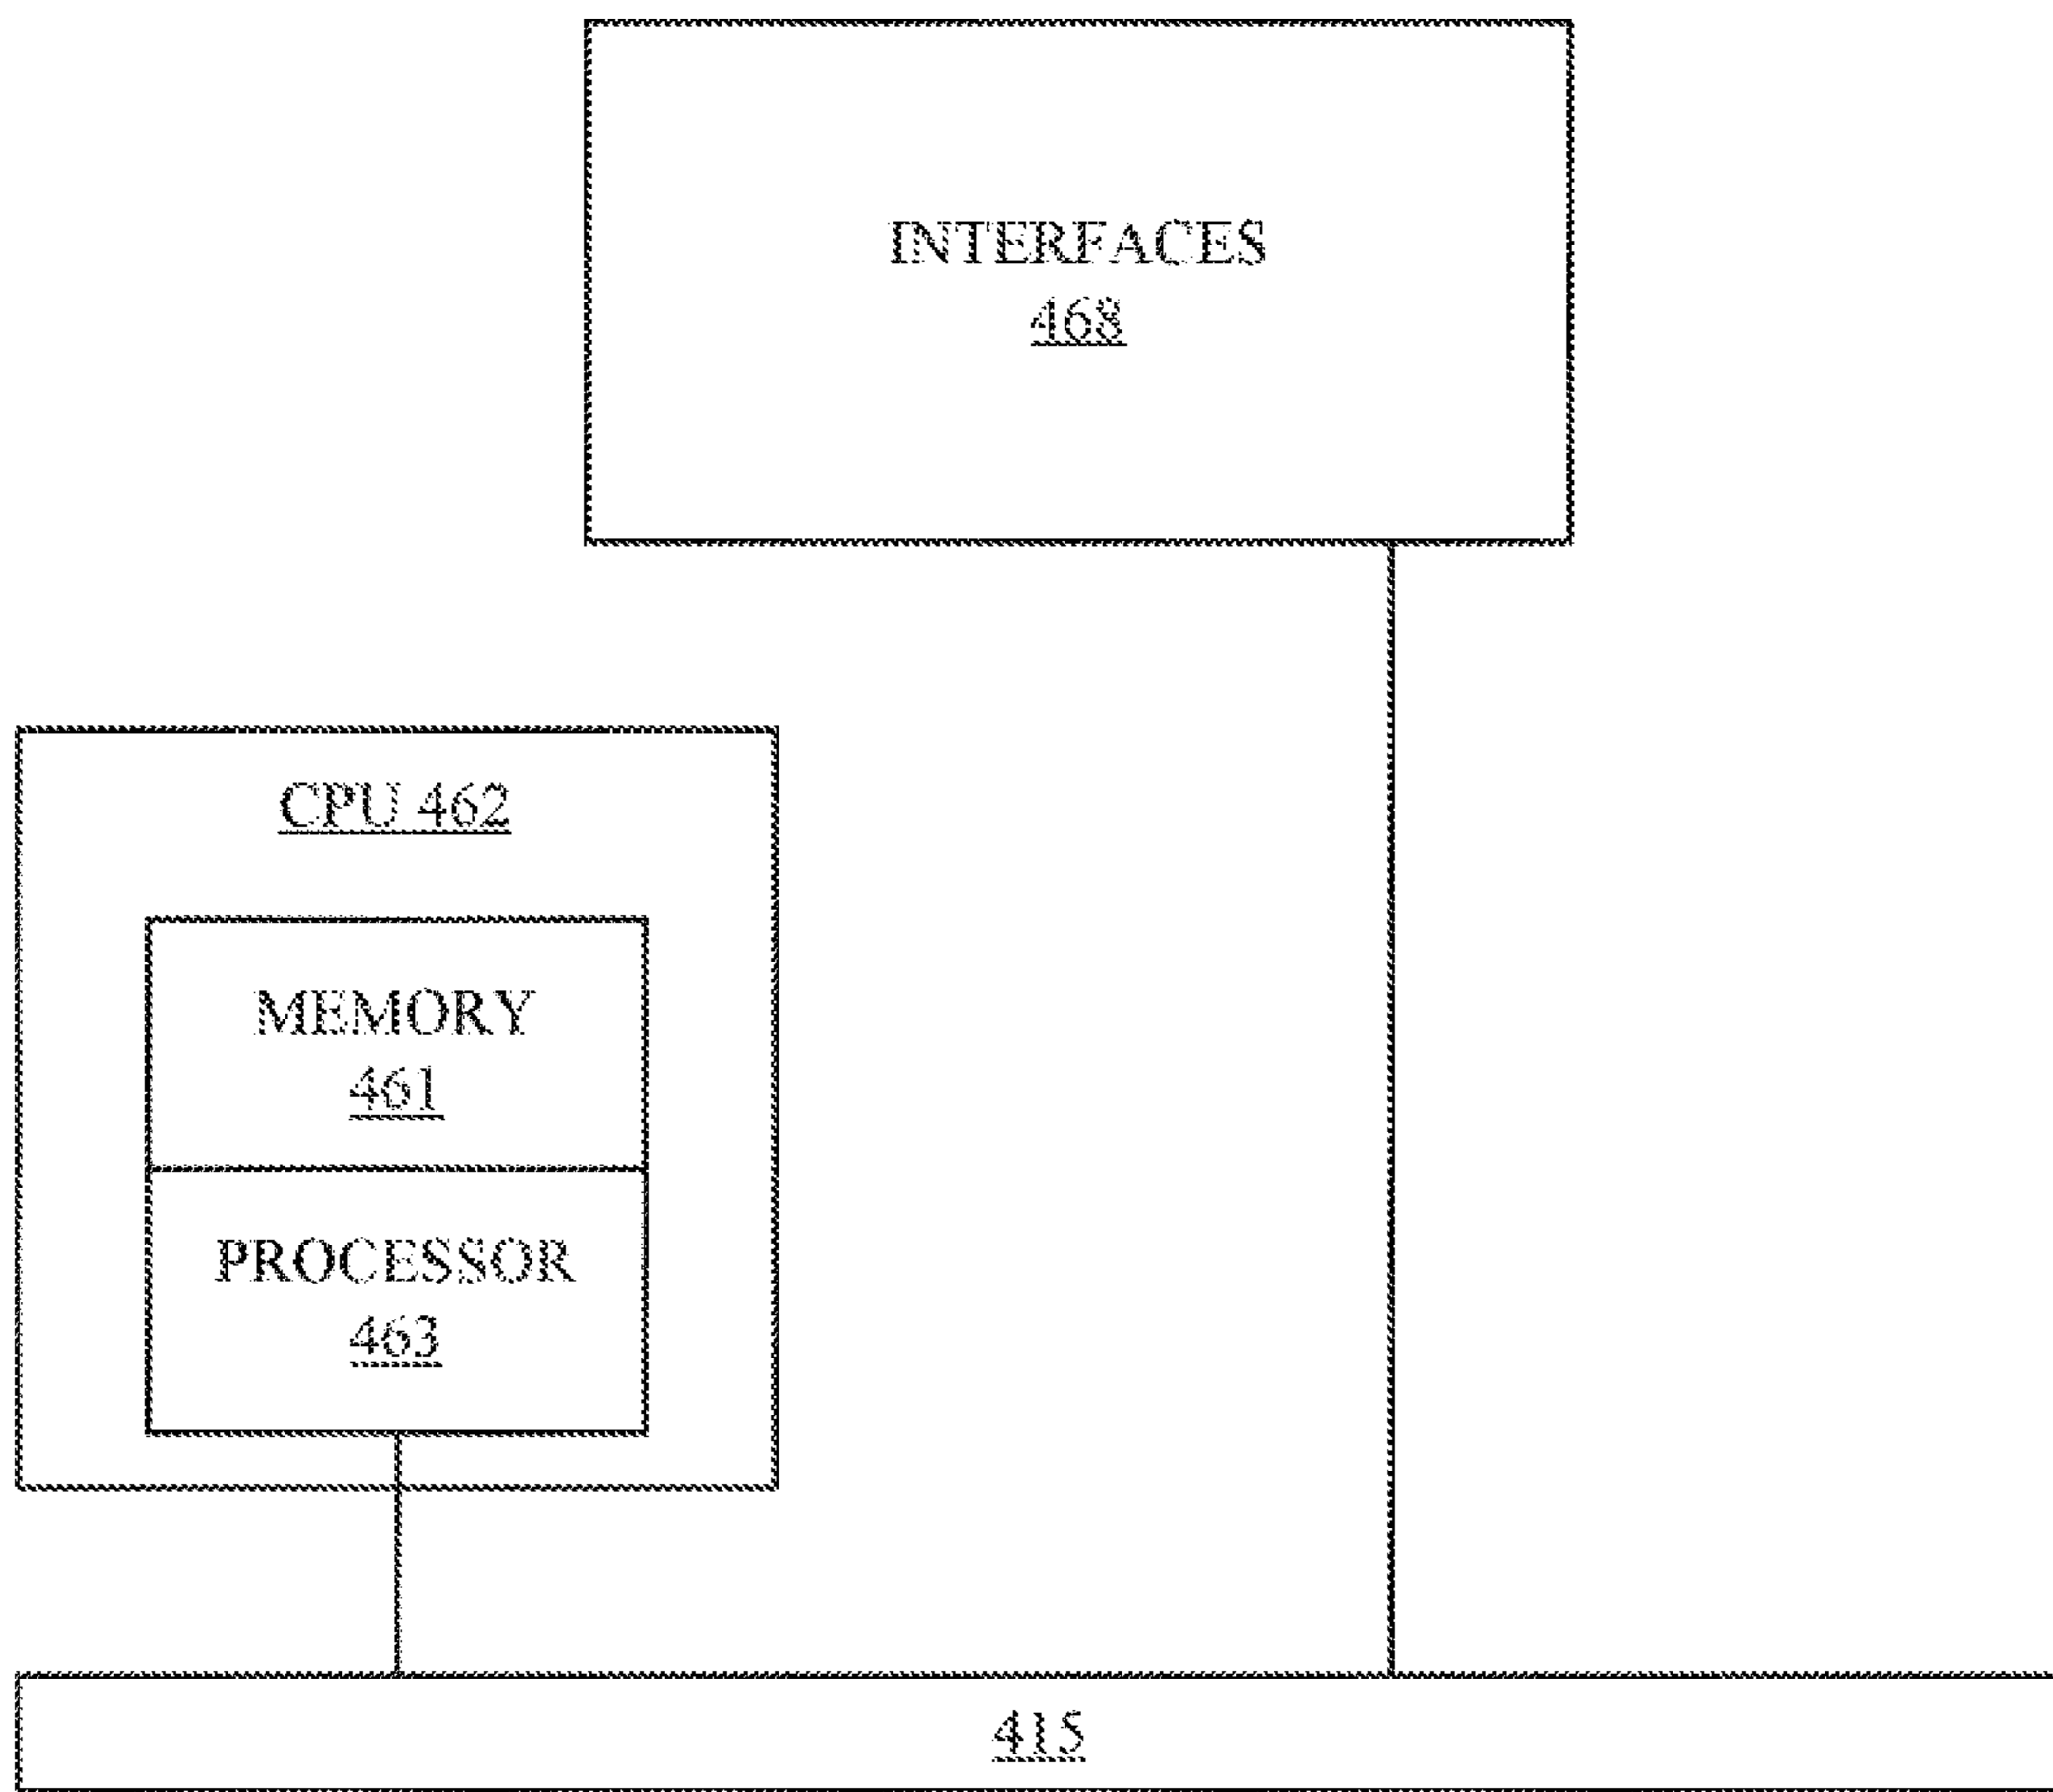 INTERFACES
468
CPU 462
MEMORY
461
PROCESSOR
463
415